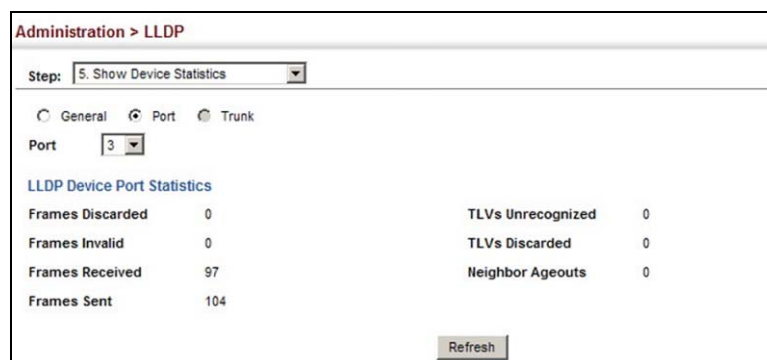 Administration > LLDP
Step: 5. Show Device Statistics
General Port Trunk
Port 3
LLDP Device Port Statistics
Frames Discarded 0 TLVs Unrecognized 0
Frames Invalid 0 TLVs Discarded 0
Frames Received 97 Neighbor Ageouts 0
Frames Sent 104
Refresh